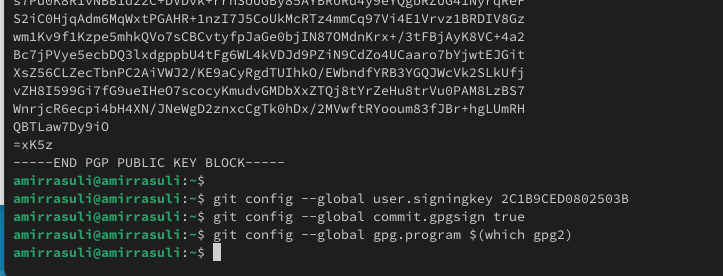 S2iC0HjqAdm6MqWxtPGAHR+1nzI7J5CoUkMcRTz4mmCq97Vi4E1Vrvz1BRDIV8Gz
wm1Kv9f1Kzpe5mhkQVo7sCBCvtyfpJaGe0bjIN87OMdnKrx+/3tFBjAyK8VC+4a2
Bc7jPVye5ecbDQ3lxdgppbU4tFg6WL4kVDJd9PZiN9CdZo4UCaaro7bYjwtEJGit
XsZ56CLZecTbnPC2AiVWJ2/KE9aCyRgdTUIhkO/EWbndfYRB3YGQJWcVk2SLkUfj
vZH8I599Gi7fG9ueIHeO7scocyKmudvGMDbXxZTQj8tYrZeHu8trVu0PAM8LzBS7
WnrjcR6ecpi4bH4XN/JNeWgD2znxcCgTk0hDx/2MVwftRYooum83fJBr+hgLUmRH
QBTLaw7Dy9iO
=xK5z
-----END PGP PUBLIC KEY BLOCK-----
amirrasuli@amirrasuli:~$
amirrasuli@amirrasuli:~$ git config --global user.signingkey 2C1B9CED0802503B
amirrasuli@amirrasuli:~$ git config --global commit.gpgsign true
amirrasuli@amirrasuli:~$ git config --global gpg.program $(which gpg2)
amirrasuli@amirrasuli:~$